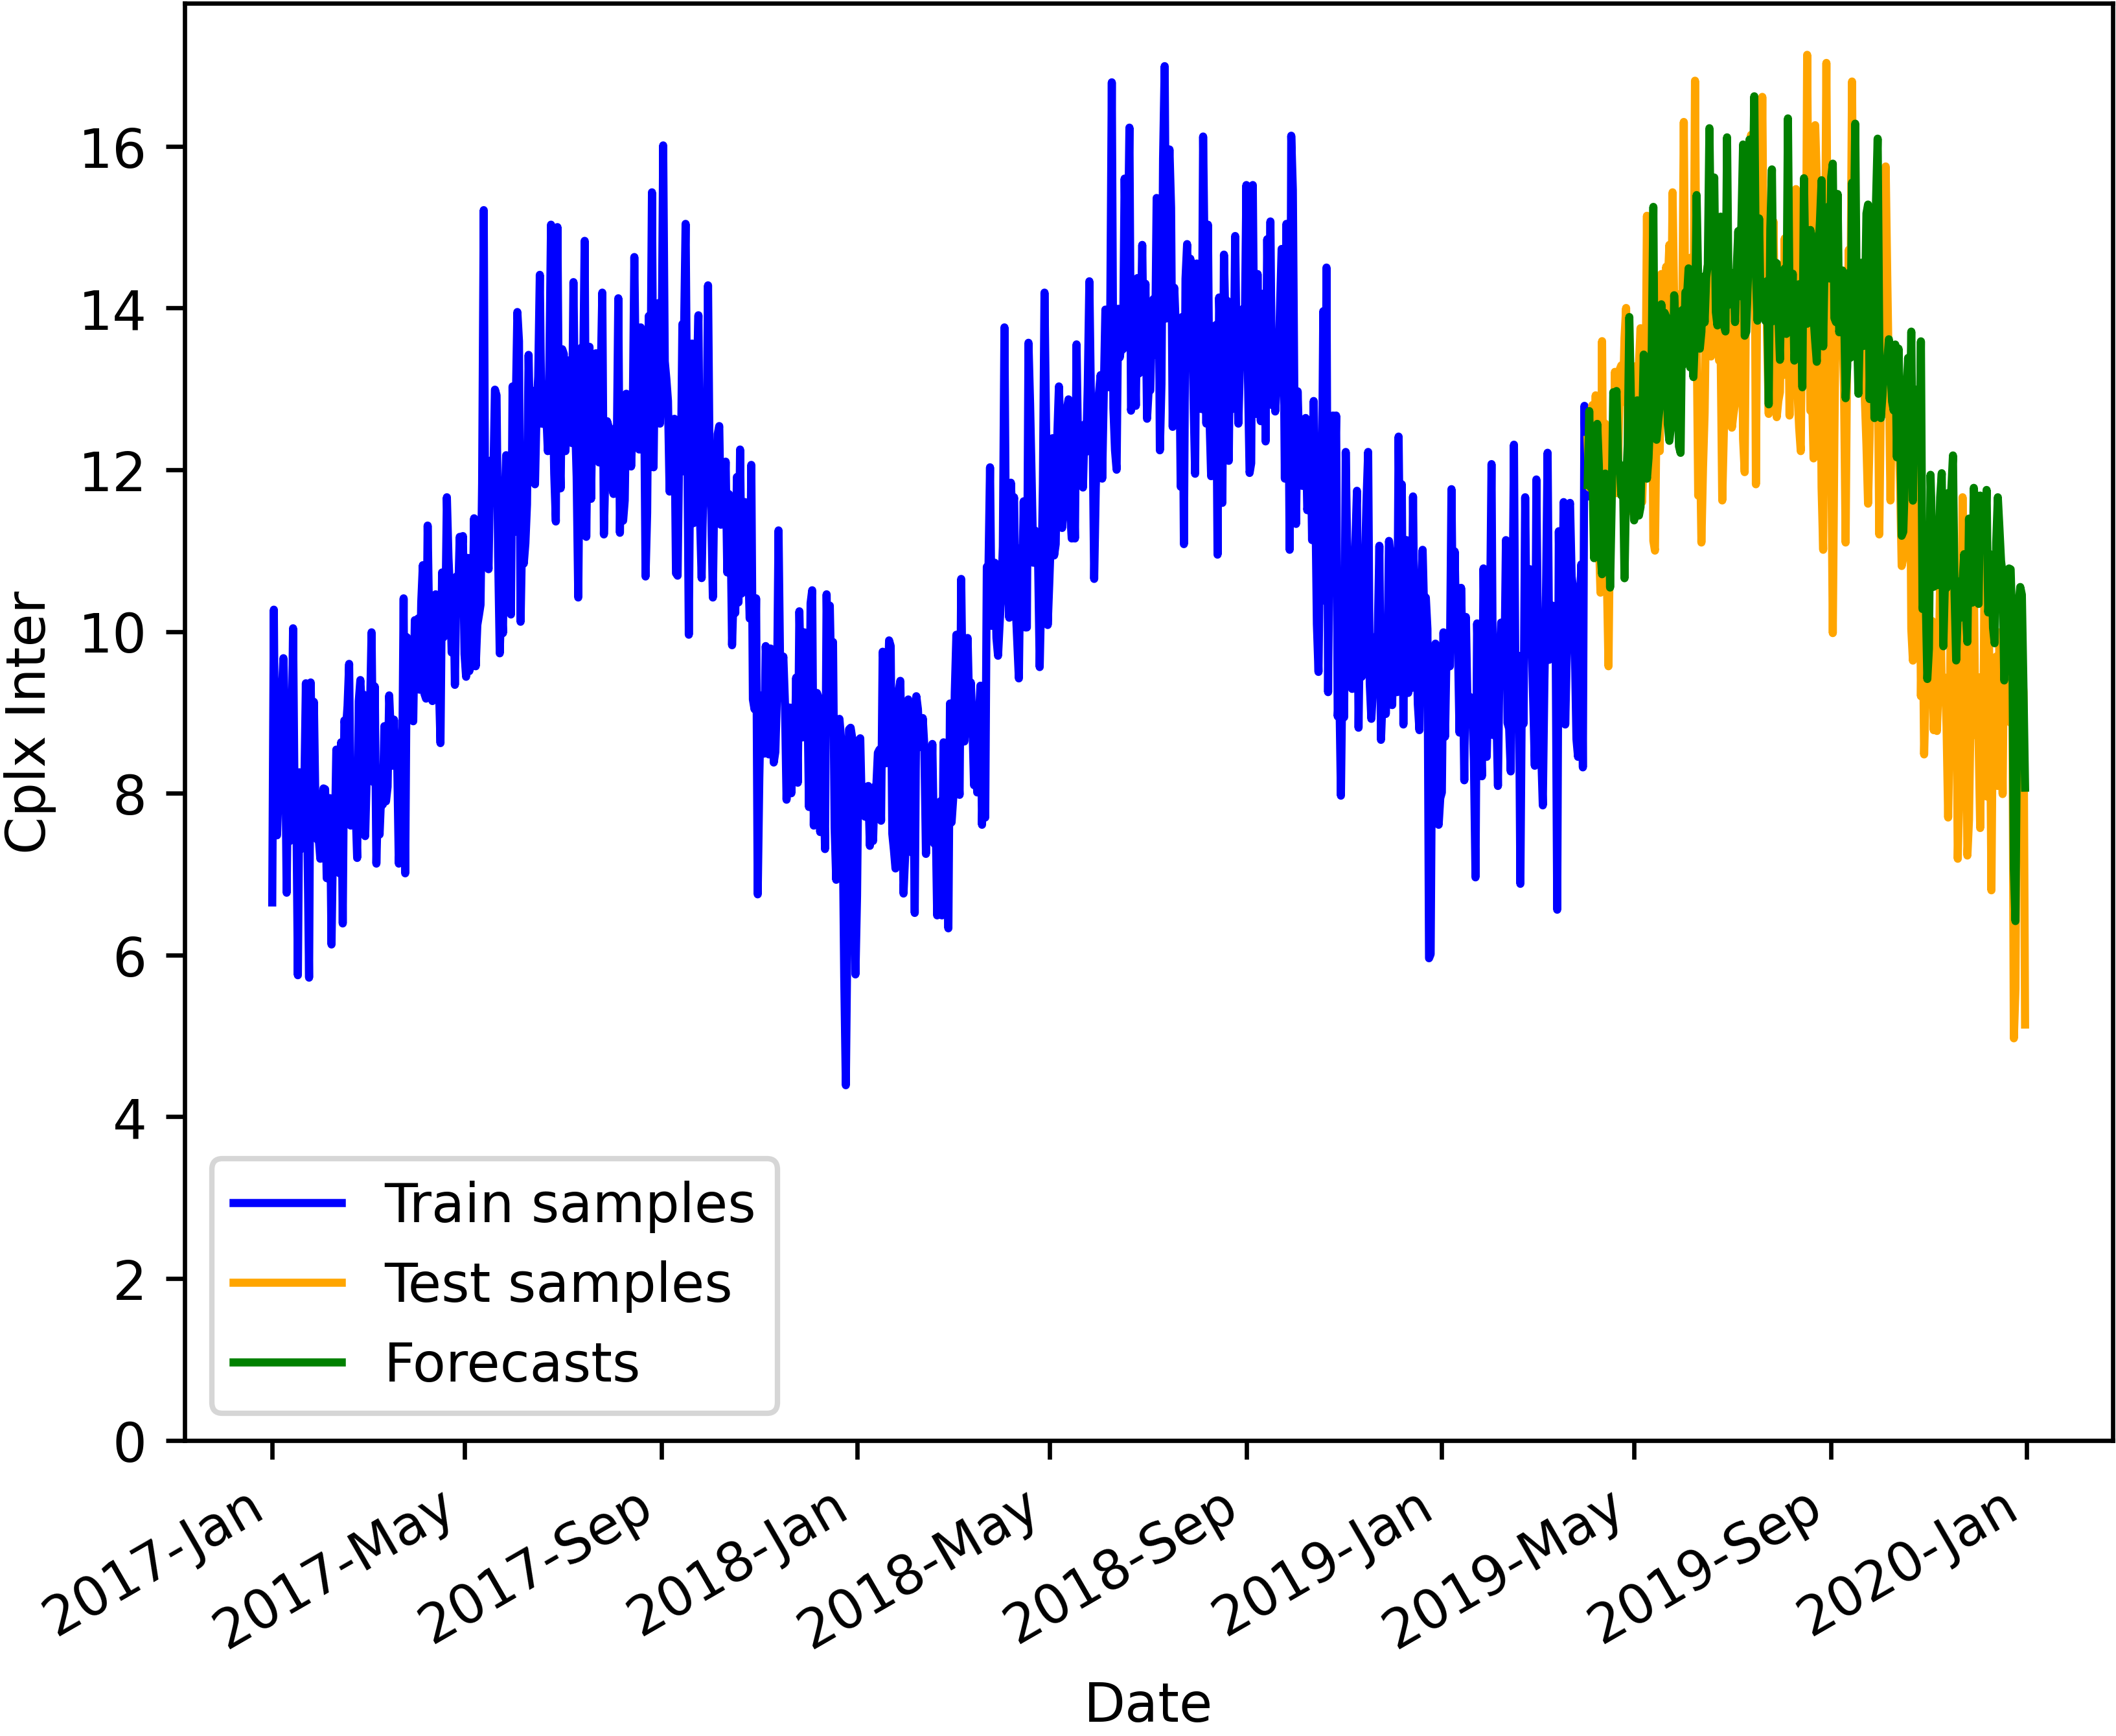 16
14
12
10
8
6
4
2
0
Cplx Inter
Train samples
Test samples
Forecasts
2017-Jan
2017-May
2017-Sep
2018-Jan
2018-May
2018-Sep
2019-Jan
2019-May
2019-Sep
2020-Jan
Date